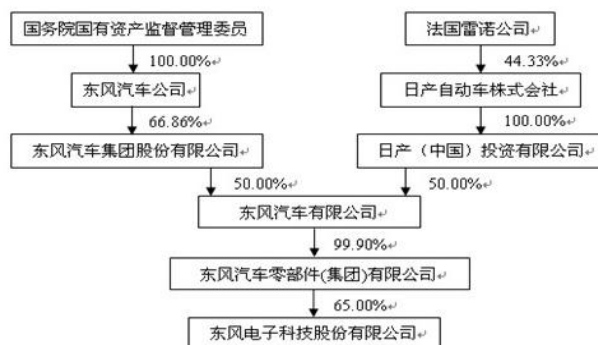 国务院国有资产监督管理委员
法国雷诺公司
100.00%↵
44.33%↵
东风汽车公司
日产自动车株式会社
66.86%↵
100.00%↵
东风汽车集团股份有限公司
日产（中国）投资有限公司
50.00%↵
50.00%↵
东风汽车有限公司
99.90%↵
东风汽车零部件(集团)有限公司
65.00%↵
东风电子科技股份有限公司